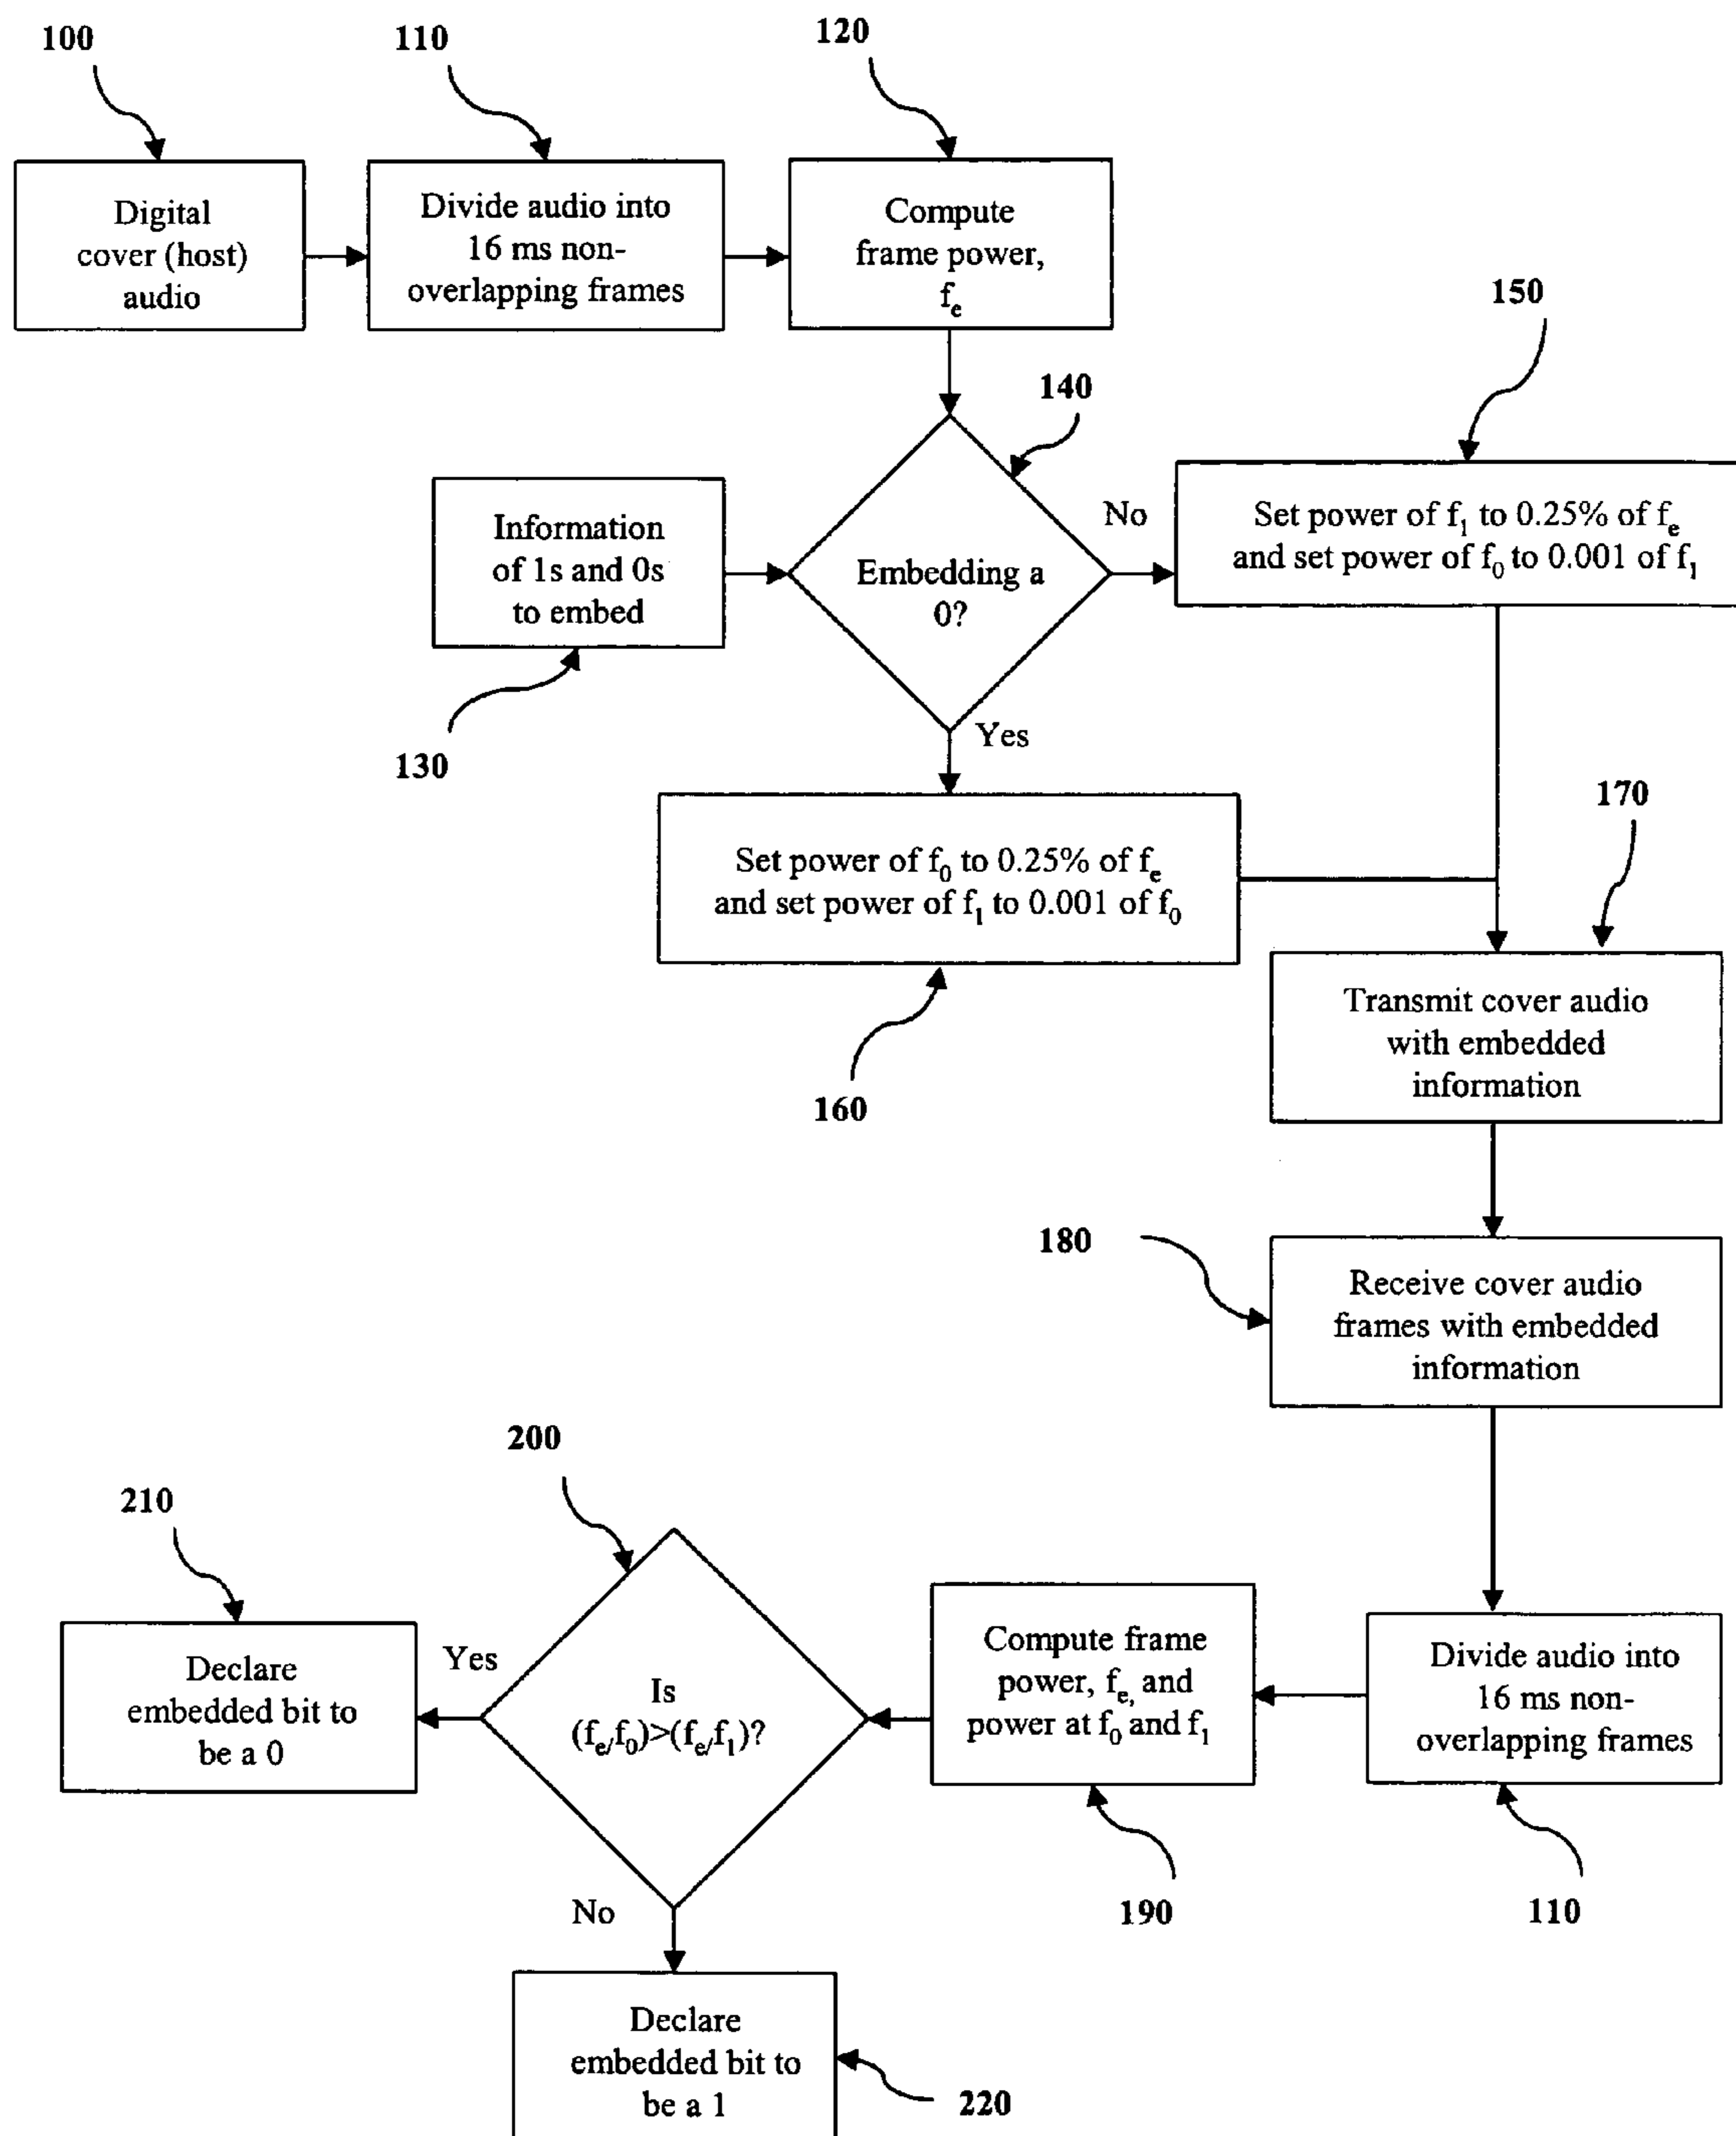 100
110
120
Digital
cover (host)
audio
Divide audio into
16 ms non-
overlapping frames
Compute
frame power,
fₑ
150
140
Information
of 1s and 0s
to embed
Embedding a
0?
No
Set power of f₁ to 0.25% of fₑ
and set power of f₀ to 0.001 of f₁
130
Yes
Set power of f₀ to 0.25% of fₑ
and set power of f₁ to 0.001 of f₀
170
160
Transmit cover audio
with embedded
information
180
Receive cover audio
frames with embedded
information
200
210
Declare
embedded bit to
be a 0
Yes
Is
(fₑ/f₀)>(fₑ/f₁)?
Compute frame
power, fₑ, and
power at f₀ and f₁
Divide audio into
16 ms non-
overlapping frames
No
190
110
Declare
embedded bit to
be a 1
220